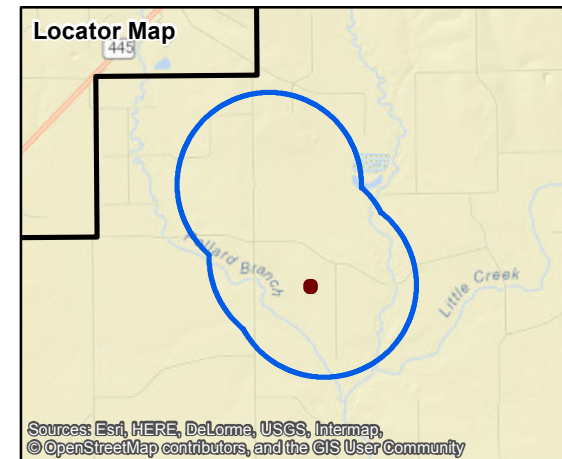 Locator Map
445
Pollard Branch
Little Creek
Sources: Esri, HERE, DeLorme, USGS, Intermap,
© OpenStreetMap contributors, and the GIS User Community